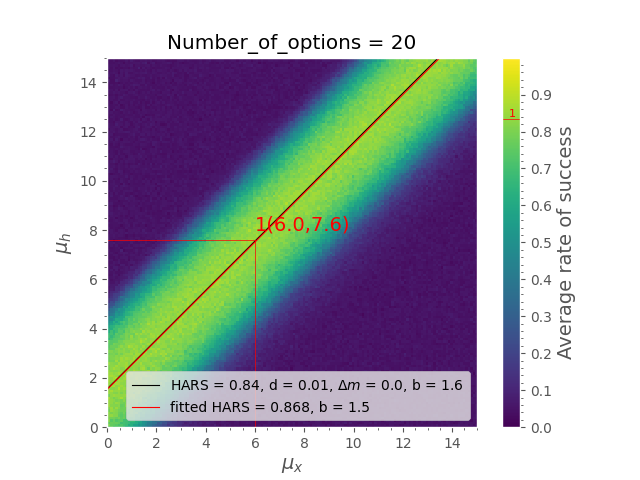 Number_of_options = 20
14
12
10
8
6
4
2
0
μh
1(6.0,7.6)
HARS = 0.84, d = 0.01, Δm = 0.0, b = 1.6
fitted HARS = 0.868, b = 1.5
0 2 4 6 8 10 12 14
μx
1
0.9
0.8
0.7
0.6
0.5
0.4
0.3
0.2
0.1
0.0
Average rate of success